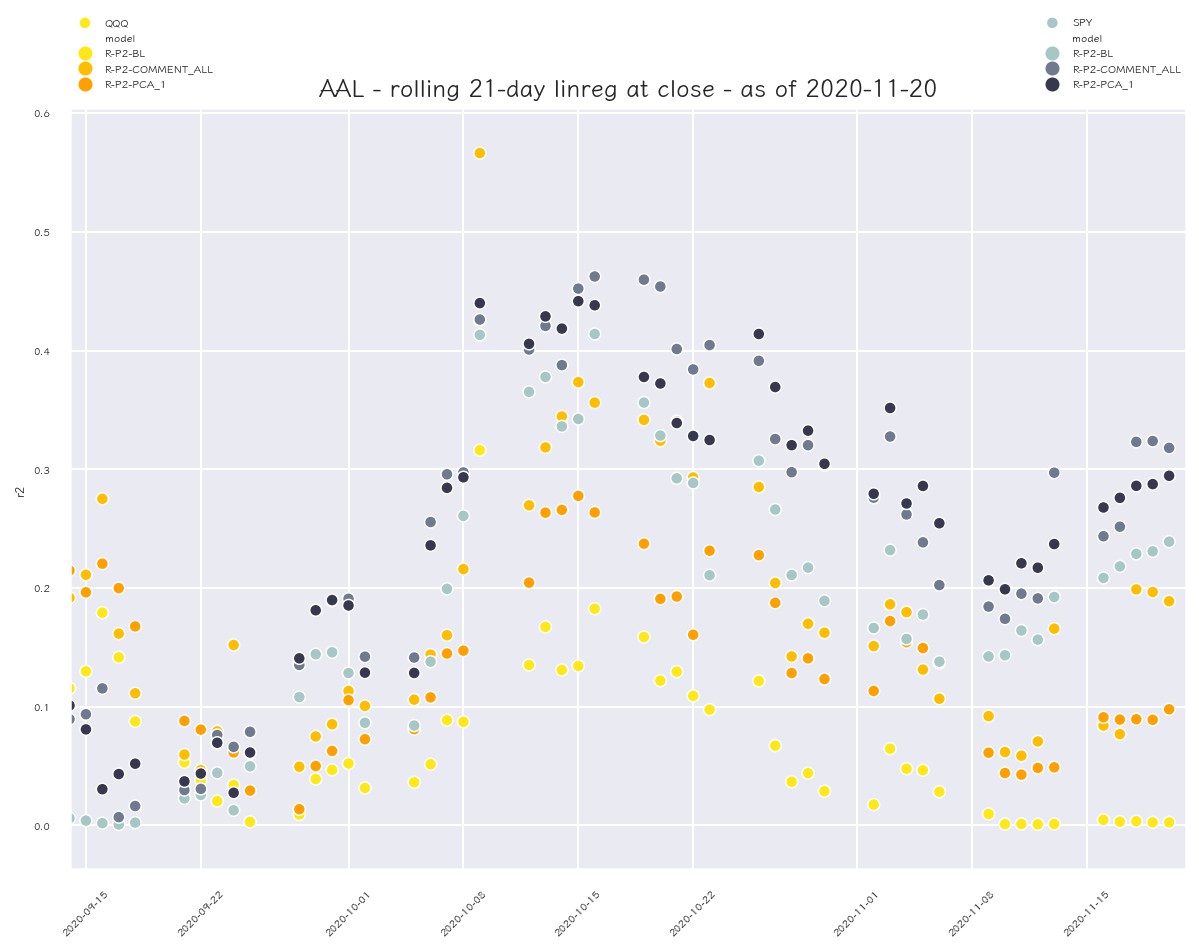 QQQ
model
R-P2-BL
R-P2-COMMENT_ALL
R-P2-PCA_1
SPY
model
R-P2-BL
R-P2-COMMENT_ALL
R-P2-PCA_1
AAL - rolling 21-day linreg at close - as of 2020-11-20
0.6
0.5
0.4
0.3
0.2
0.1
0.0
r2
2020-09-15
2020-09-22
2020-10-01
2020-10-08
2020-10-15
2020-10-22
2020-11-01
2020-11-08
2020-11-15